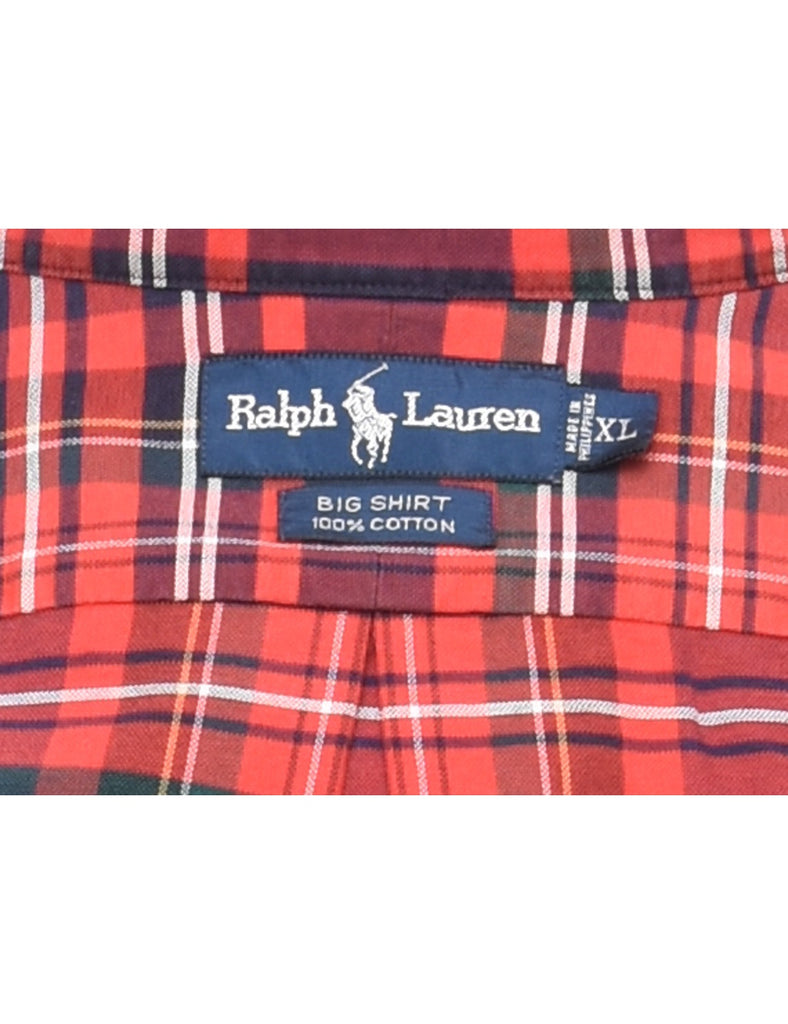 Ralph Lauren
MADE IN
PHILIPPINES
XL
BIG SHIRT
100% COTTON